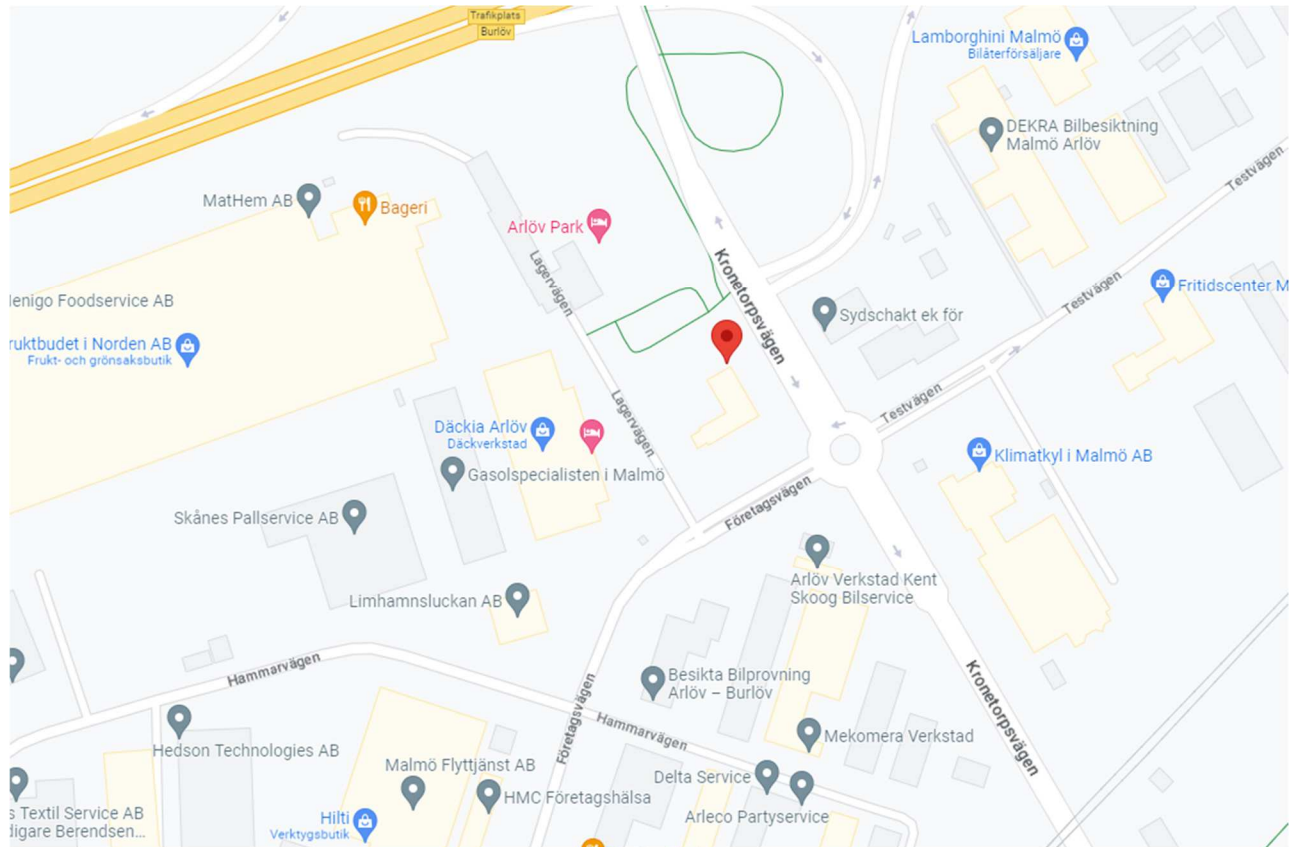 Trafikplats
Burlöv
Lamborghini Malmö
Bilåterförsäljare
DEKRA Bilbesiktning
Malmö Arlöv
Testvägen
MatHem AB
Bageri
Arlöv Park
Kronetorpsvägen
Lagervägen
Testvägen
Fritidscenter M
enigo Foodservice AB
Sydschakt ek för
ruktbudet i Norden AB
Frukt- och grönsaksbutik
Lagervägen
Testvägen
Däckia Arlöv
Däckverkstad
Klimatkyl i Malmö AB
Gasolspecialisten i Malmö
Företagsvägen
Skånes Pallservice AB
Arlöv Verkstad Kent
Skoog Bilservice
Limhamnsluckan AB
Hammarvägen
Besikta Bilprovning
Arlöv – Burlöv
Kronetorpsvägen
Företagsvägen
Hammarvägen
Hedson Technologies AB
Mekomera Verkstad
Malmö Flyttjänst AB
Delta Service
HMC Företagshälsa
Arleco Partyservice
s Textil Service AB
digare Berendsen...
Hilti
Verktygsbutik